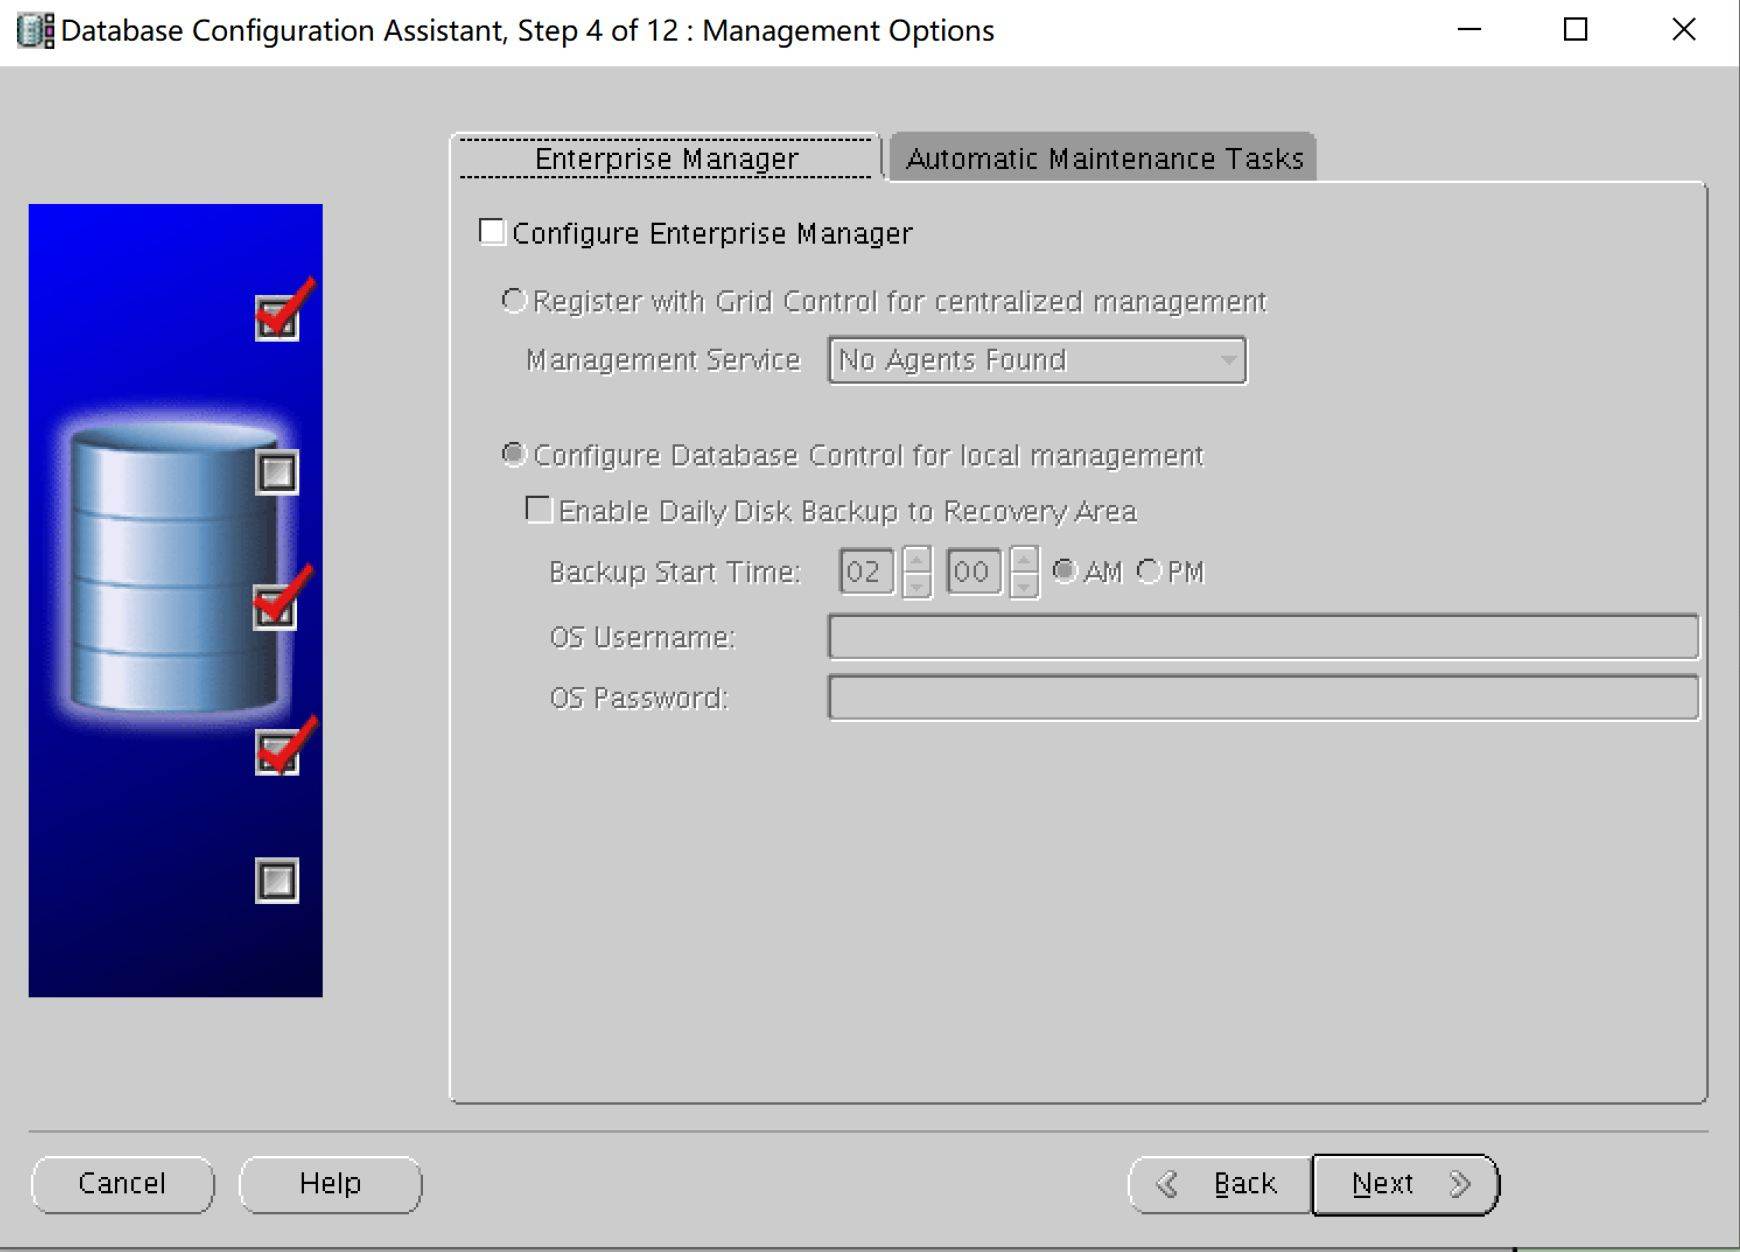 Database Configuration Assistant, Step 4 of 12 : Management Options
Enterprise Manager
Automatic Maintenance Tasks
Configure Enterprise Manager
Register with Grid Control for centralized management
Management Service No Agents Found
Configure Database Control for local management
Enable Daily Disk Backup to Recovery Area
Backup Start Time: 02 00 AM PM
OS Username:
OS Password:
Cancel
Help
Back
Next